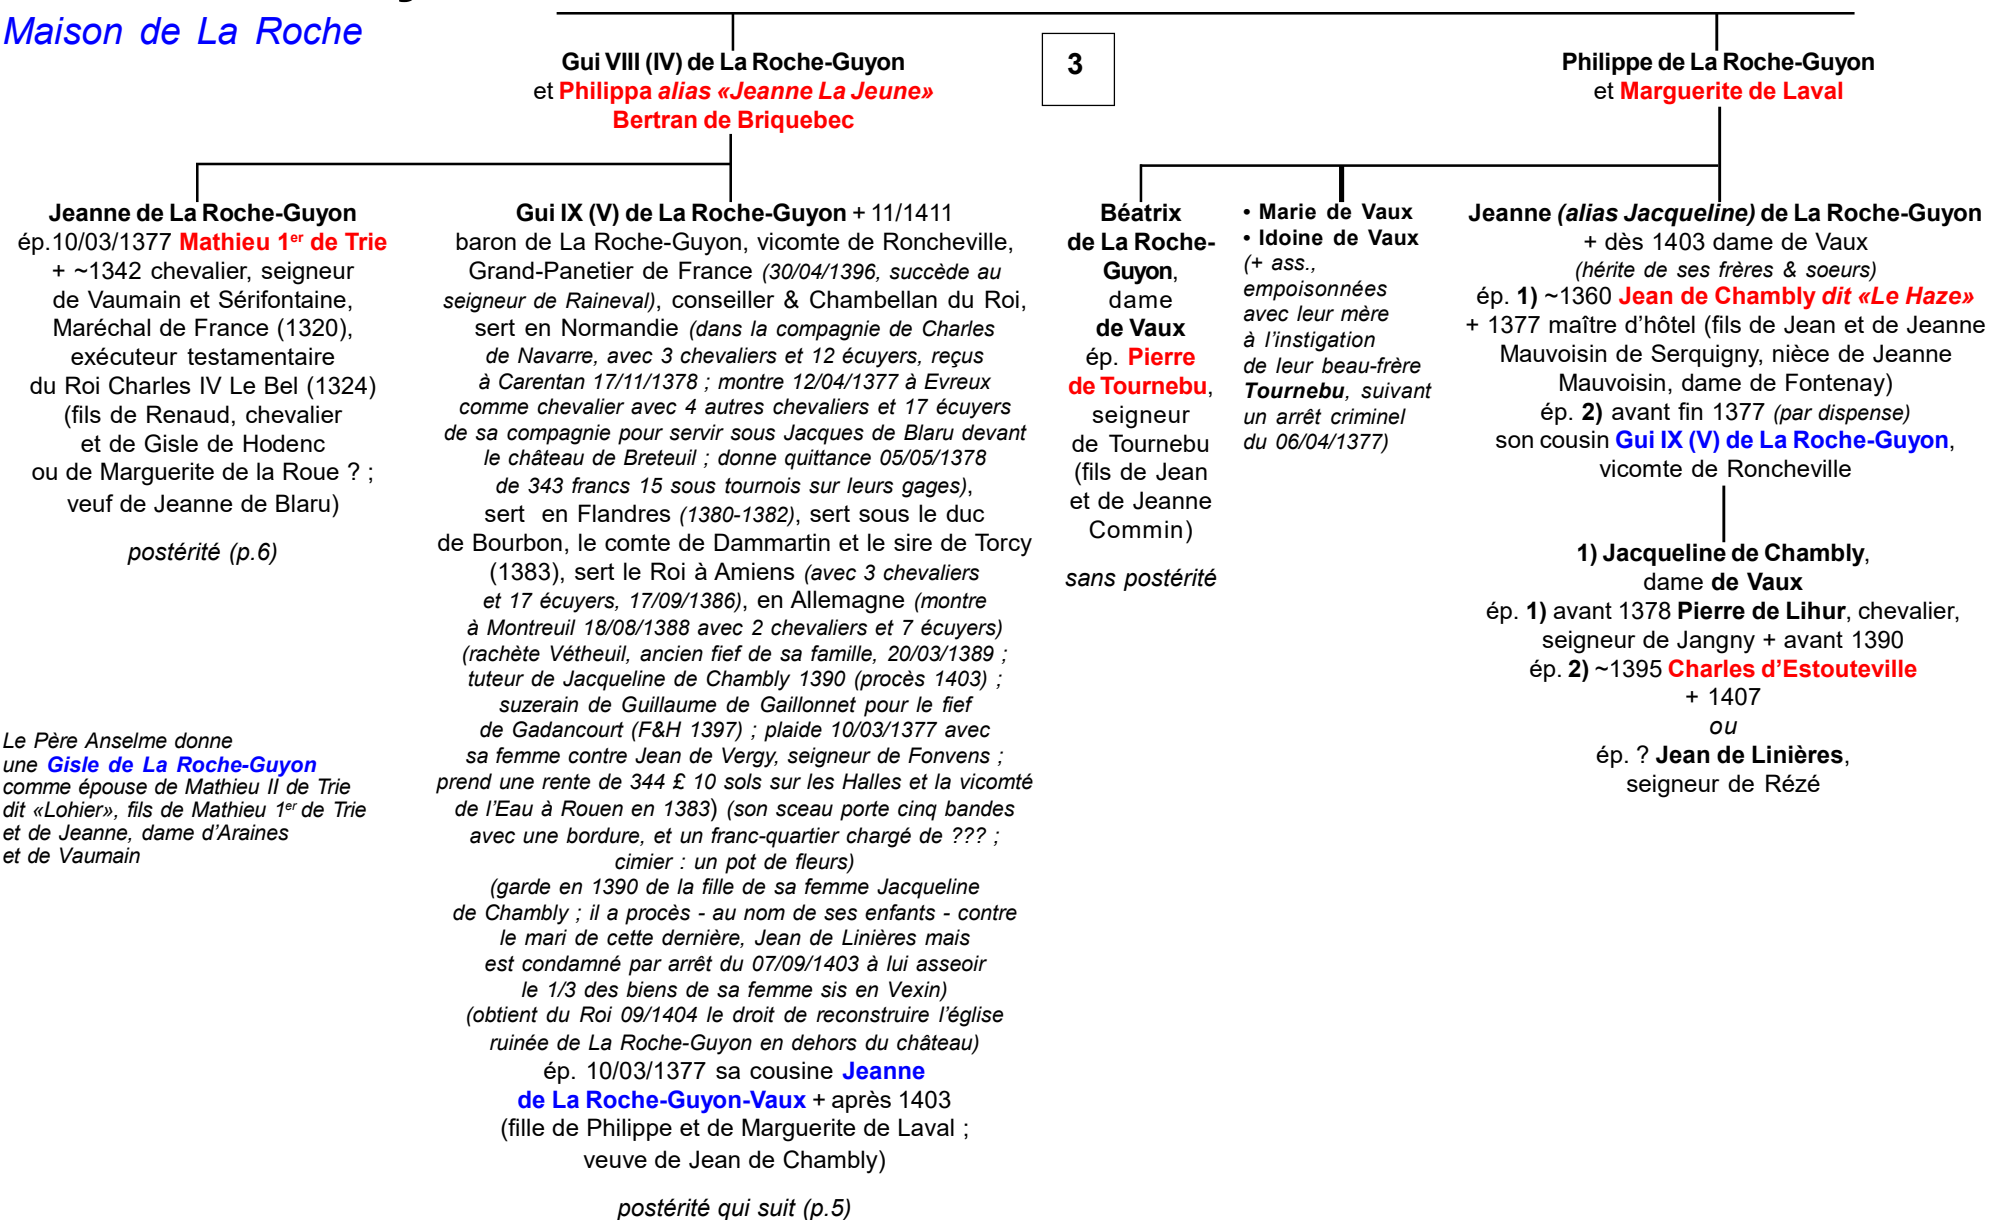 Maison de La Roche
Gui VIII (IV) de La Roche-Guyon
et Philippa alias «Jeanne La Jeune»
Bertran de Briquebec
3
Philippe de La Roche-Guyon
et Marguerite de Laval
Jeanne de La Roche-Guyon
ép.10/03/1377 Mathieu 1er de Trie
+ ~1342 chevalier, seigneur
de Vaumain et Sérifontaine,
Maréchal de France (1320),
exécuteur testamentaire
du Roi Charles IV Le Bel (1324)
(fils de Renaud, chevalier
et de Gisle de Hodenc
ou de Marguerite de la Roue ? ;
veuf de Jeanne de Blaru)
postérité (p.6)
Le Père Anselme donne
une Gisle de La Roche-Guyon
comme épouse de Mathieu II de Trie
dit «Lohier», fils de Mathieu 1er de Trie
et de Jeanne, dame d'Araines
et de Vaumain
Gui IX (V) de La Roche-Guyon + 11/1411
baron de La Roche-Guyon, vicomte de Roncheville,
Grand-Panetier de France (30/04/1396, succède au
seigneur de Raineval), conseiller & Chambellan du Roi,
sert en Normandie (dans la compagnie de Charles
de Navarre, avec 3 chevaliers et 12 écuyers, reçus
à Carentan 17/11/1378 ; montre 12/04/1377 à Evreux
comme chevalier avec 4 autres chevaliers et 17 écuyers
de sa compagnie pour servir sous Jacques de Blaru devant
le château de Breteuil ; donne quittance 05/05/1378
de 343 francs 15 sous tournois sur leurs gages),
sert en Flandres (1380-1382), sert sous le duc
de Bourbon, le comte de Dammartin et le sire de Torcy
(1383), sert le Roi à Amiens (avec 3 chevaliers
et 17 écuyers, 17/09/1386), en Allemagne (montre
à Montreuil 18/08/1388 avec 2 chevaliers et 7 écuyers)
(rachète Vétheuil, ancien fief de sa famille, 20/03/1389 ;
tuteur de Jacqueline de Chambly 1390 (procès 1403) ;
suzerain de Guillaume de Gaillonnet pour le fief
de Gadancourt (F&H 1397) ; plaide 10/03/1377 avec
sa femme contre Jean de Vergy, seigneur de Fonvens ;
prend une rente de 344 £ 10 sols sur les Halles et la vicomté
de l'Eau à Rouen en 1383) (son sceau porte cinq bandes
avec une bordure, et un franc-quartier chargé de ??? ;
cimier : un pot de fleurs)
(garde en 1390 de la fille de sa femme Jacqueline
de Chambly ; il a procès - au nom de ses enfants - contre
le mari de cette dernière, Jean de Linières mais
est condamné par arrêt du 07/09/1403 à lui asseoir
le 1/3 des biens de sa femme sis en Vexin)
(obtient du Roi 09/1404 le droit de reconstruire l'église
ruinée de La Roche-Guyon en dehors du château)
ép. 10/03/1377 sa cousine Jeanne
de La Roche-Guyon-Vaux + après 1403
(fille de Philippe et de Marguerite de Laval ;
veuve de Jean de Chambly)
postérité qui suit (p.5)
Béatrix
de La Roche-
Guyon,
dame
de Vaux
ép. Pierre
de Tournebu,
seigneur
de Tournebu
(fils de Jean
et de Jeanne
Commin)
sans postérité
• Marie de Vaux
• Idoine de Vaux
(+ ass.,
empoisonnées
avec leur mère
à l'instigation
de leur beau-frère
Tournebu, suivant
un arrêt criminel
du 06/04/1377)
Jeanne (alias Jacqueline) de La Roche-Guyon
+ dès 1403 dame de Vaux
(hérite de ses frères & soeurs)
ép. 1) ~1360 Jean de Chambly dit «Le Haze»
+ 1377 maître d'hôtel (fils de Jean et de Jeanne
Mauvoisin de Serquigny, nièce de Jeanne
Mauvoisin, dame de Fontenay)
ép. 2) avant fin 1377 (par dispense)
son cousin Gui IX (V) de La Roche-Guyon,
vicomte de Roncheville
1) Jacqueline de Chambly,
dame de Vaux
ép. 1) avant 1378 Pierre de Lihur, chevalier,
seigneur de Jangny + avant 1390
ép. 2) ~1395 Charles d'Estouteville
+ 1407
ou
ép. ? Jean de Linières,
seigneur de Rézé